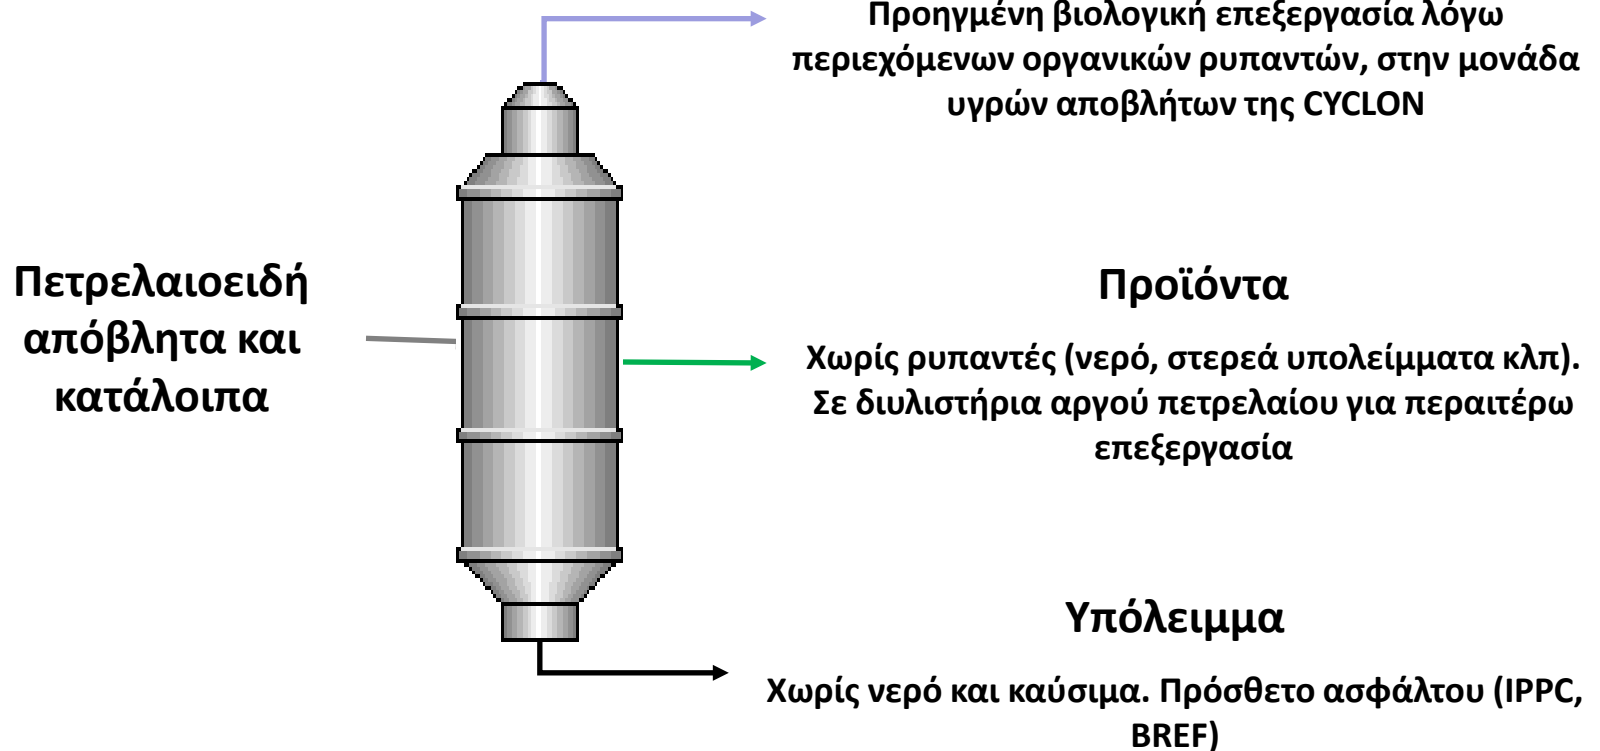 Προηγμένη βιολογική επεξεργασία λόγω
περιεχόμενων οργανικών ρυπαντών, στην μονάδα
υγρών αποβλήτων της CYCLON
Πετρελαιοειδή
απόβλητα και
κατάλοιπα
Προϊόντα
Χωρίς ρυπαντές (νερό, στερεά υπολείμματα κλπ).
Σε διυλιστήρια αργού πετρελαίου για περαιτέρω
επεξεργασία
Υπόλειμμα
Χωρίς νερό και καύσιμα. Πρόσθετο ασφάλτου (IPPC,
BREF)